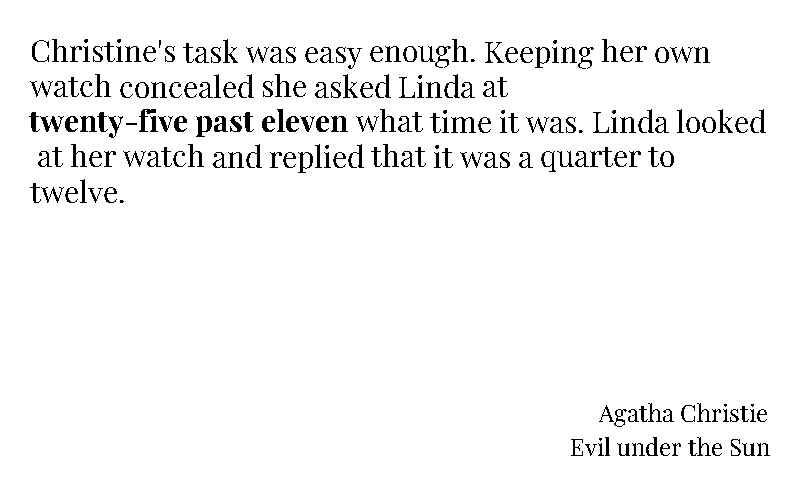 Christine's task was easy enough. Keeping her own
watch concealed she asked Linda at
twenty-five past eleven what time it was. Linda looked
at her watch and replied that it was a quarter to
twelve.
Agatha Christie
Evil under the Sun